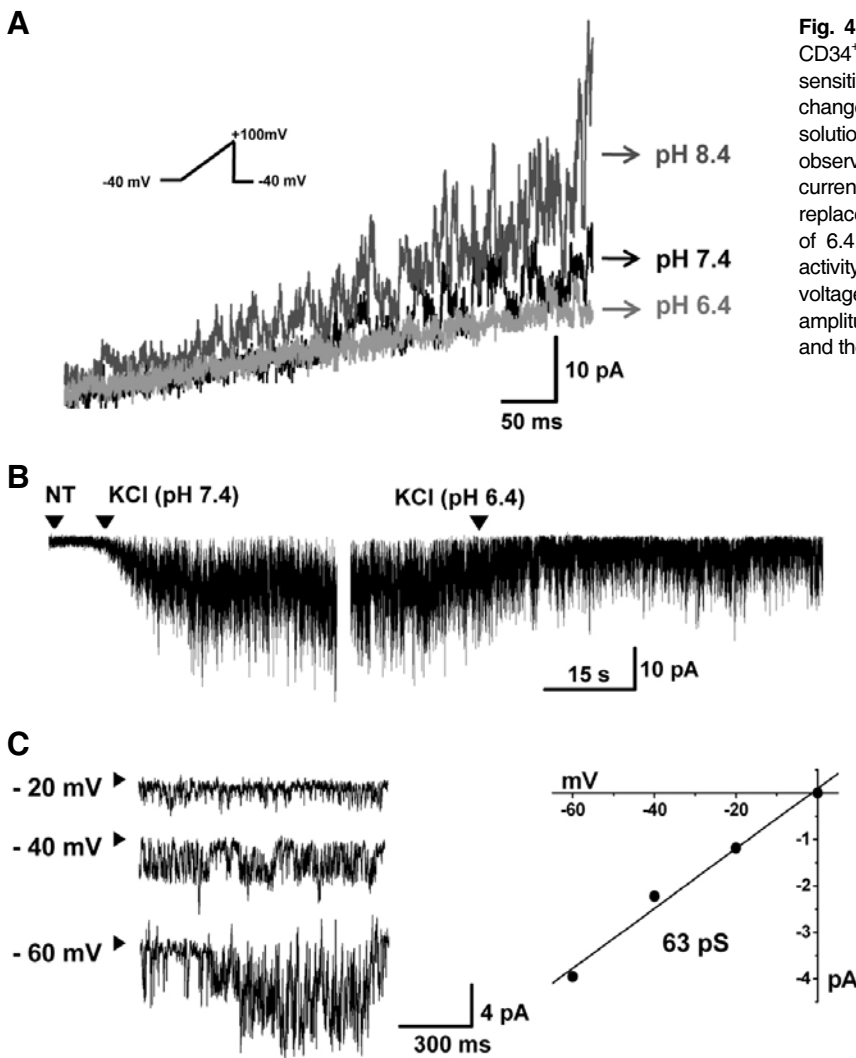 A
+100mV
-40 mV
-40 mV
pH 8.4
pH 7.4
pH 6.4
10 pA
50 ms
Fig. 4
CD34+
sensiti
change
solution
observ
current
replace
of 6.4
activity
voltage
amplitu
and the
B
NT
KCl (pH 7.4)
KCl (pH 6.4)
15 s
10 pA
C
- 20 mV
- 40 mV
- 60 mV
4 pA
300 ms
mV
-60
-40
-20
-1
-2
-3
-4
63 pS
pA